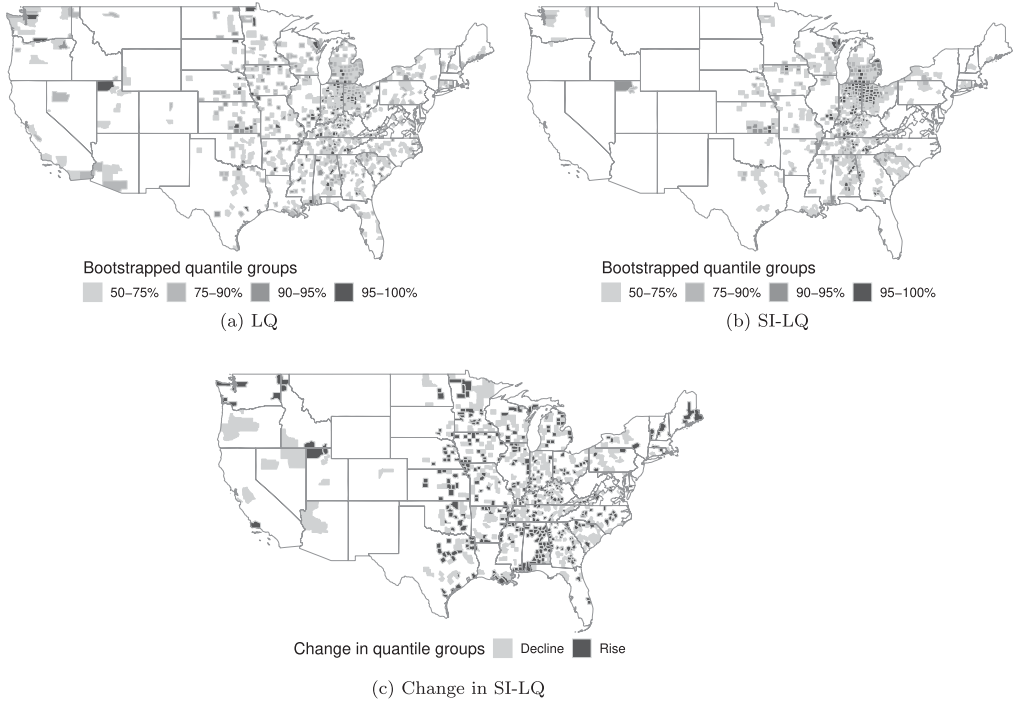 Bootstrapped quantile groups
50−75% 75−90% 90−95% 95−100%
(a) LQ
Bootstrapped quantile groups
50−75% 75−90% 90−95% 95−100%
(b) SI-LQ
Change in quantile groups Decline Rise
(c) Change in SI-LQ